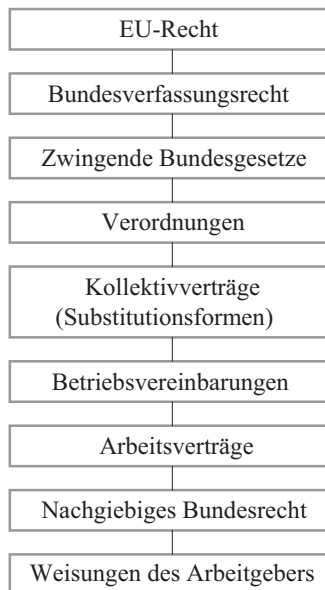 EU-Recht
Bundesverfassungsrecht
Zwingende Bundesgesetze
Verordnungen
Kollektivverträge
(Substitutionsformen)
Betriebsvereinbarungen
Arbeitsverträge
Nachgiebiges Bundesrecht
Weisungen des Arbeitgebers